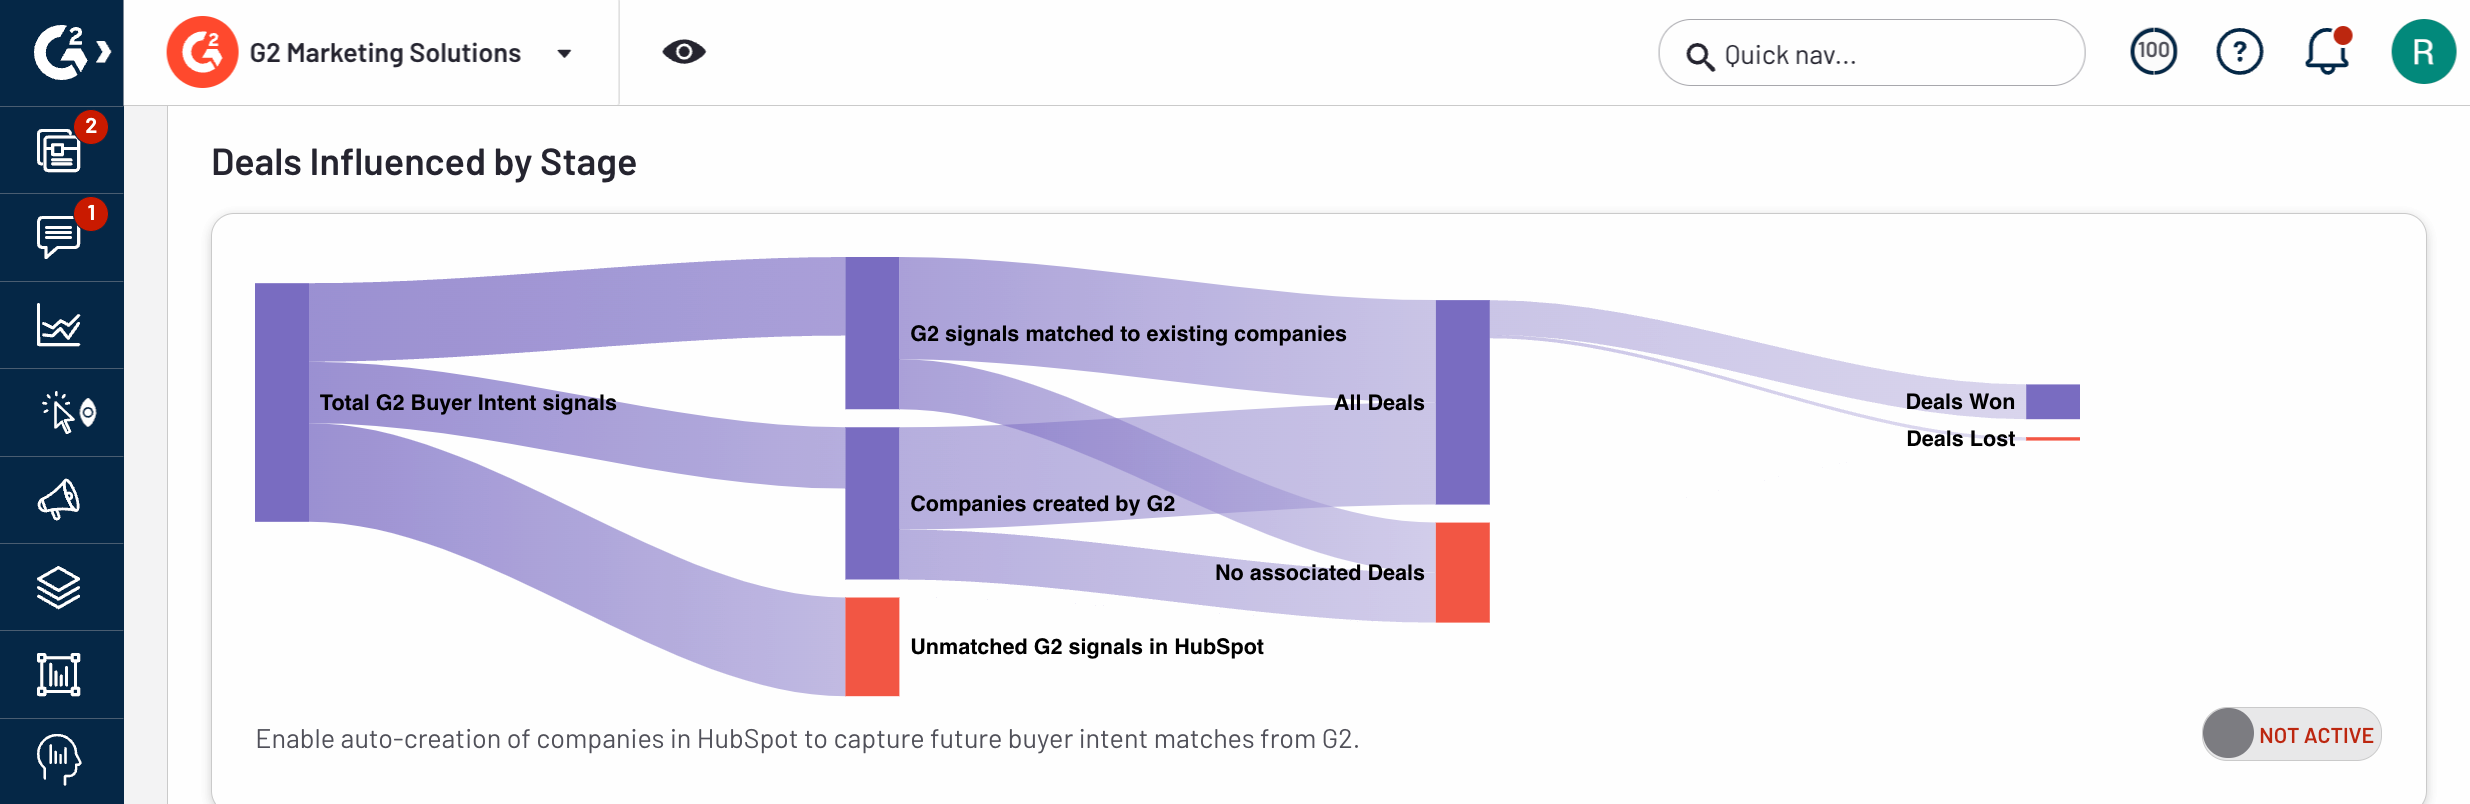 G2 Marketing Solutions
Quick nav...
100
?
R
2
1
Deals Influenced by Stage
G2 signals matched to existing companies
Total G2 Buyer Intent signals
All Deals
Deals Won
Deals Lost
Companies created by G2
No associated Deals
Unmatched G2 signals in HubSpot
Enable auto-creation of companies in HubSpot to capture future buyer intent matches from G2.
NOT ACTIVE